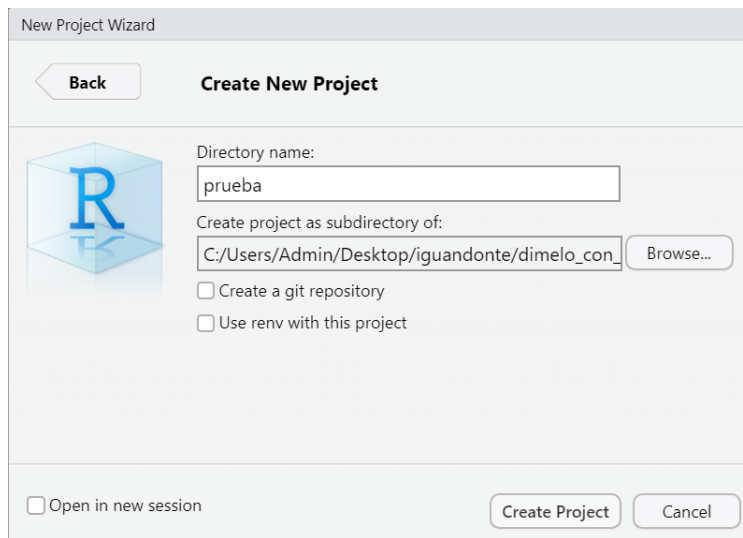 New Project Wizard
Back
Create New Project
R
Directory name:
prueba
Create project as subdirectory of:
C:/Users/Admin/Desktop/iguandonte/dimelo_con_
Browse...
Create a git repository
Use renv with this project
Open in new session
Create Project
Cancel